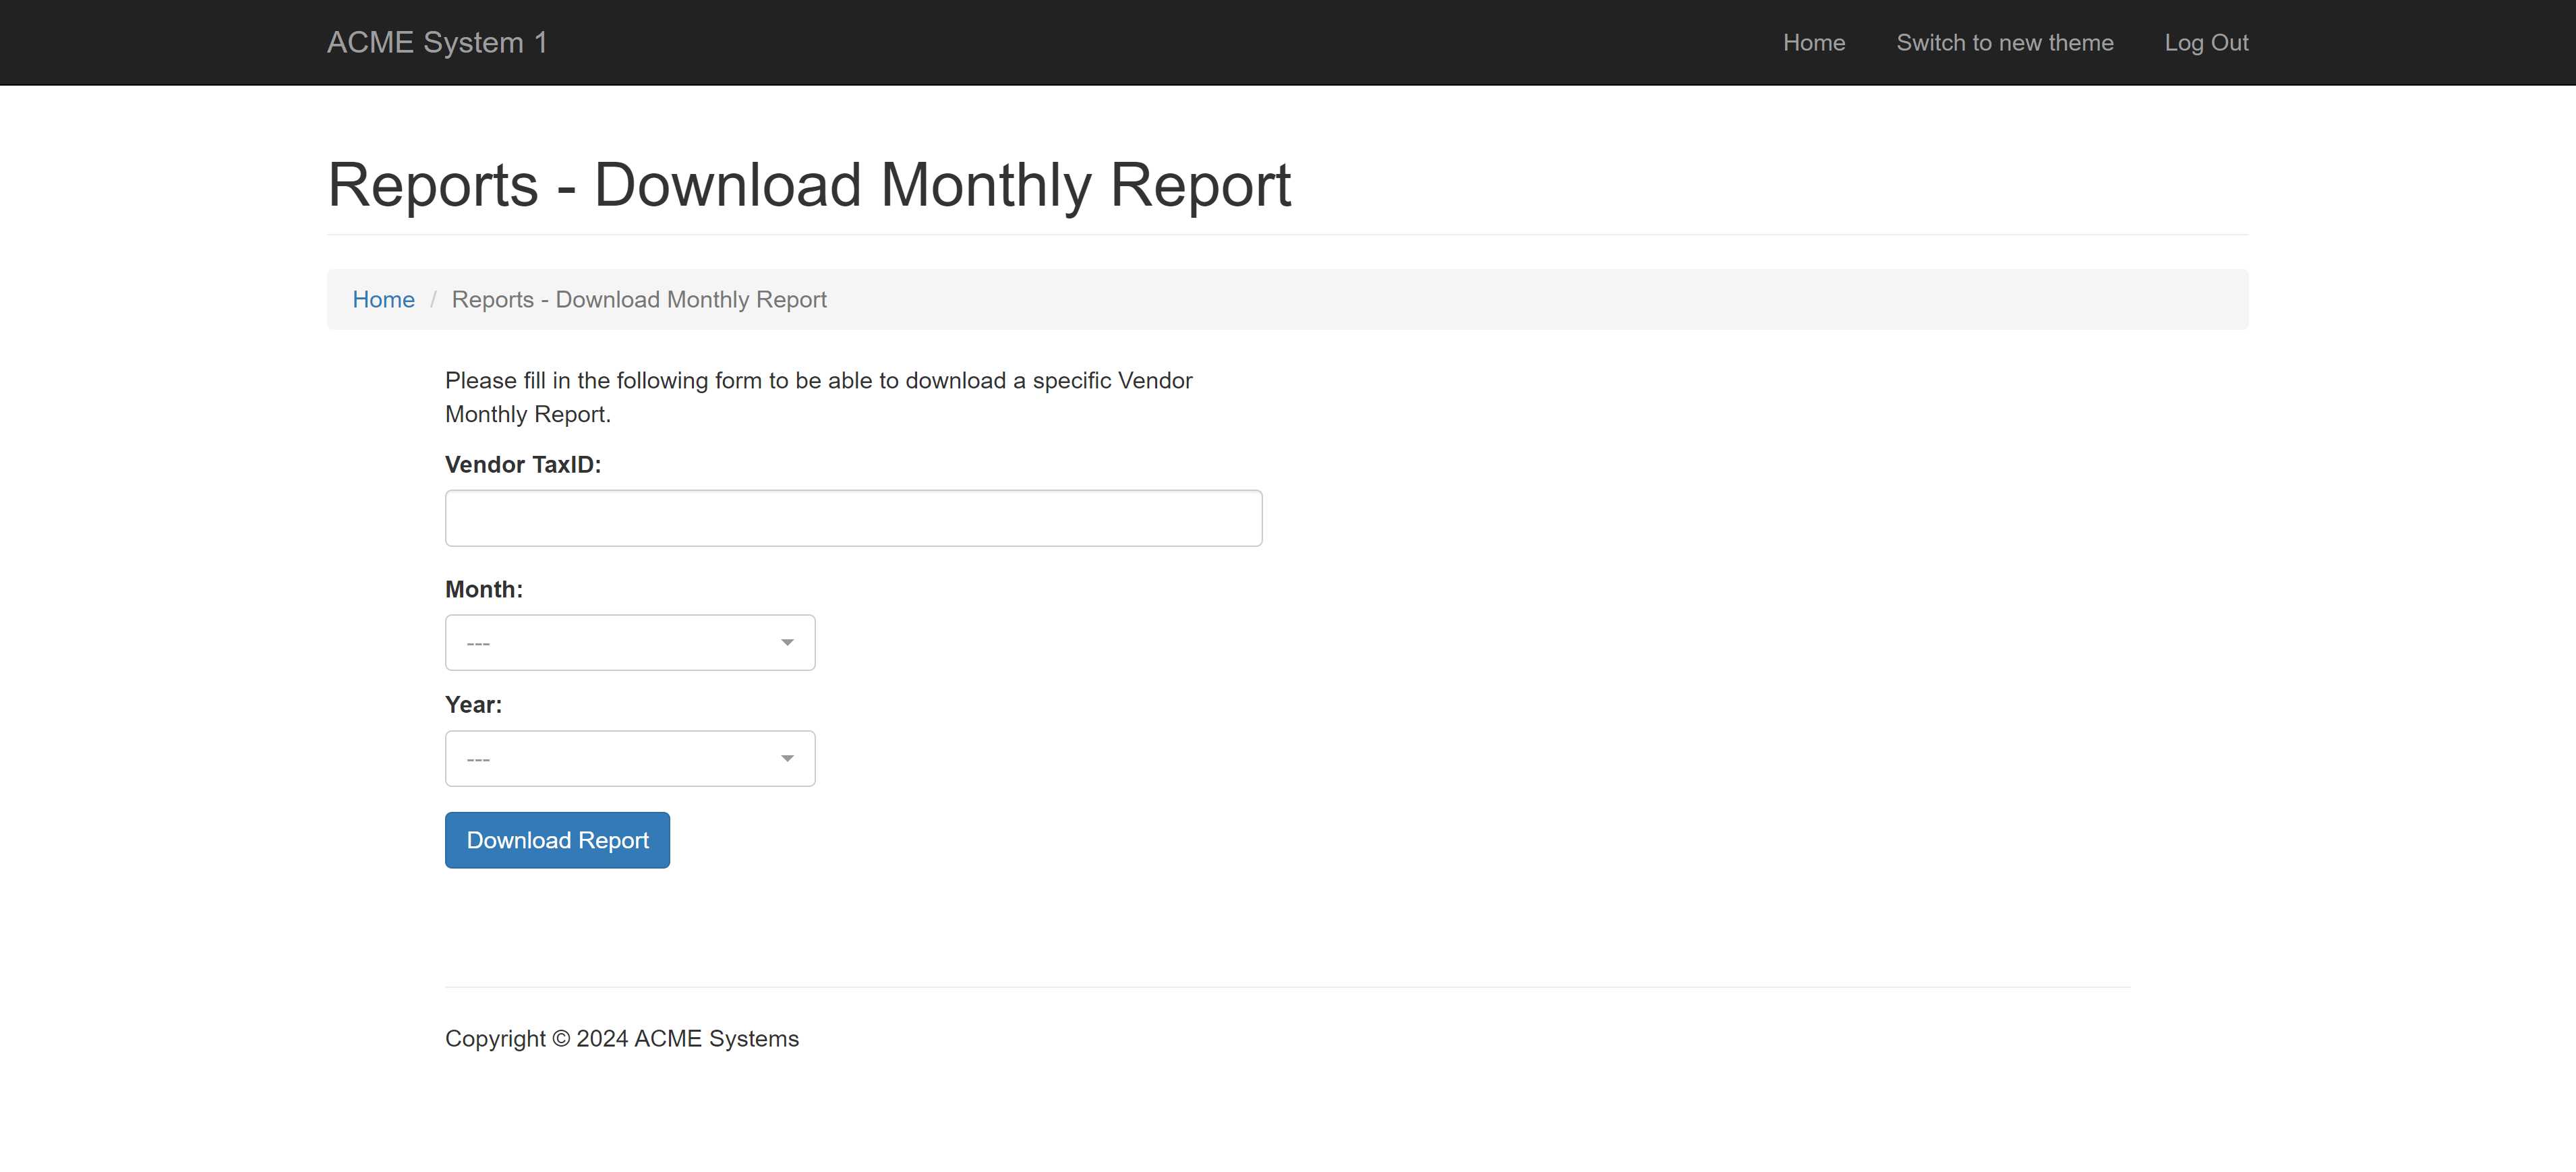 ACME System 1 Home Switch to new theme Log Out
Reports - Download Monthly Report
Home / Reports - Download Monthly Report
Please fill in the following form to be able to download a specific Vendor
Monthly Report.
Vendor TaxID:
Month:
---
Year:
---
Download Report
Copyright © 2024 ACME Systems